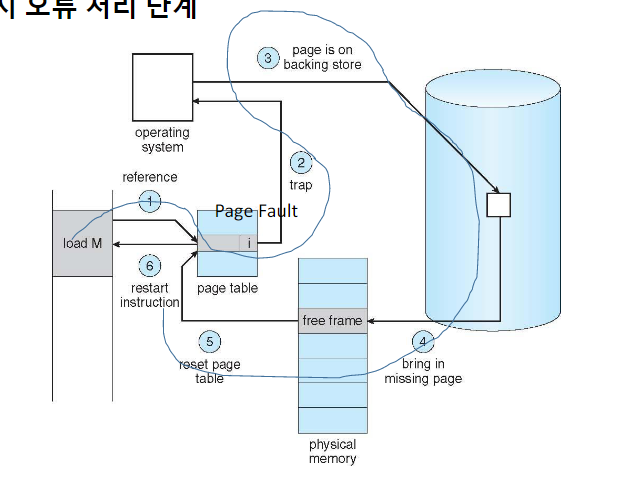 시 오류 처리 단계
3
page is on
backing store
operating
system
reference
1
2
trap
Page Fault
load M
i
6
restart
instruction
page table
free frame
5
reset page
table
4
bring in
missing page
physical
memory